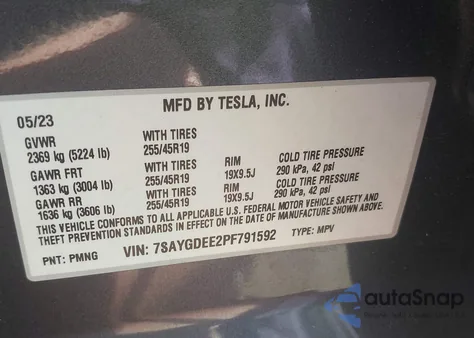 MFD BY TESLA, INC.
05/23
GVWR WITH TIRES
2369 kg (5224 lb) 255/45R19
GAWR FRT WITH TIRES RIM COLD TIRE PRESSURE
1363 kg (3004 lb) 255/45R19 19X9.5J 290 kPa, 42 psi
GAWR RR WITH TIRES RIM COLD TIRE PRESSURE
1636 kg (3606 lb) 255/45R19 19X9.5J 290 kPa, 42 psi
THIS VEHICLE CONFORMS TO ALL APPLICABLE U.S. FEDERAL MOTOR VEHICLE SAFETY AND
THEFT PREVENTION STANDARDS IN EFFECT ON THE DATE OF MANUFACTURE SHOWN ABOVE.
PNT: PMNG VIN: 7SAYGDEE2PF791592 TYPE: MPV
autaSnap